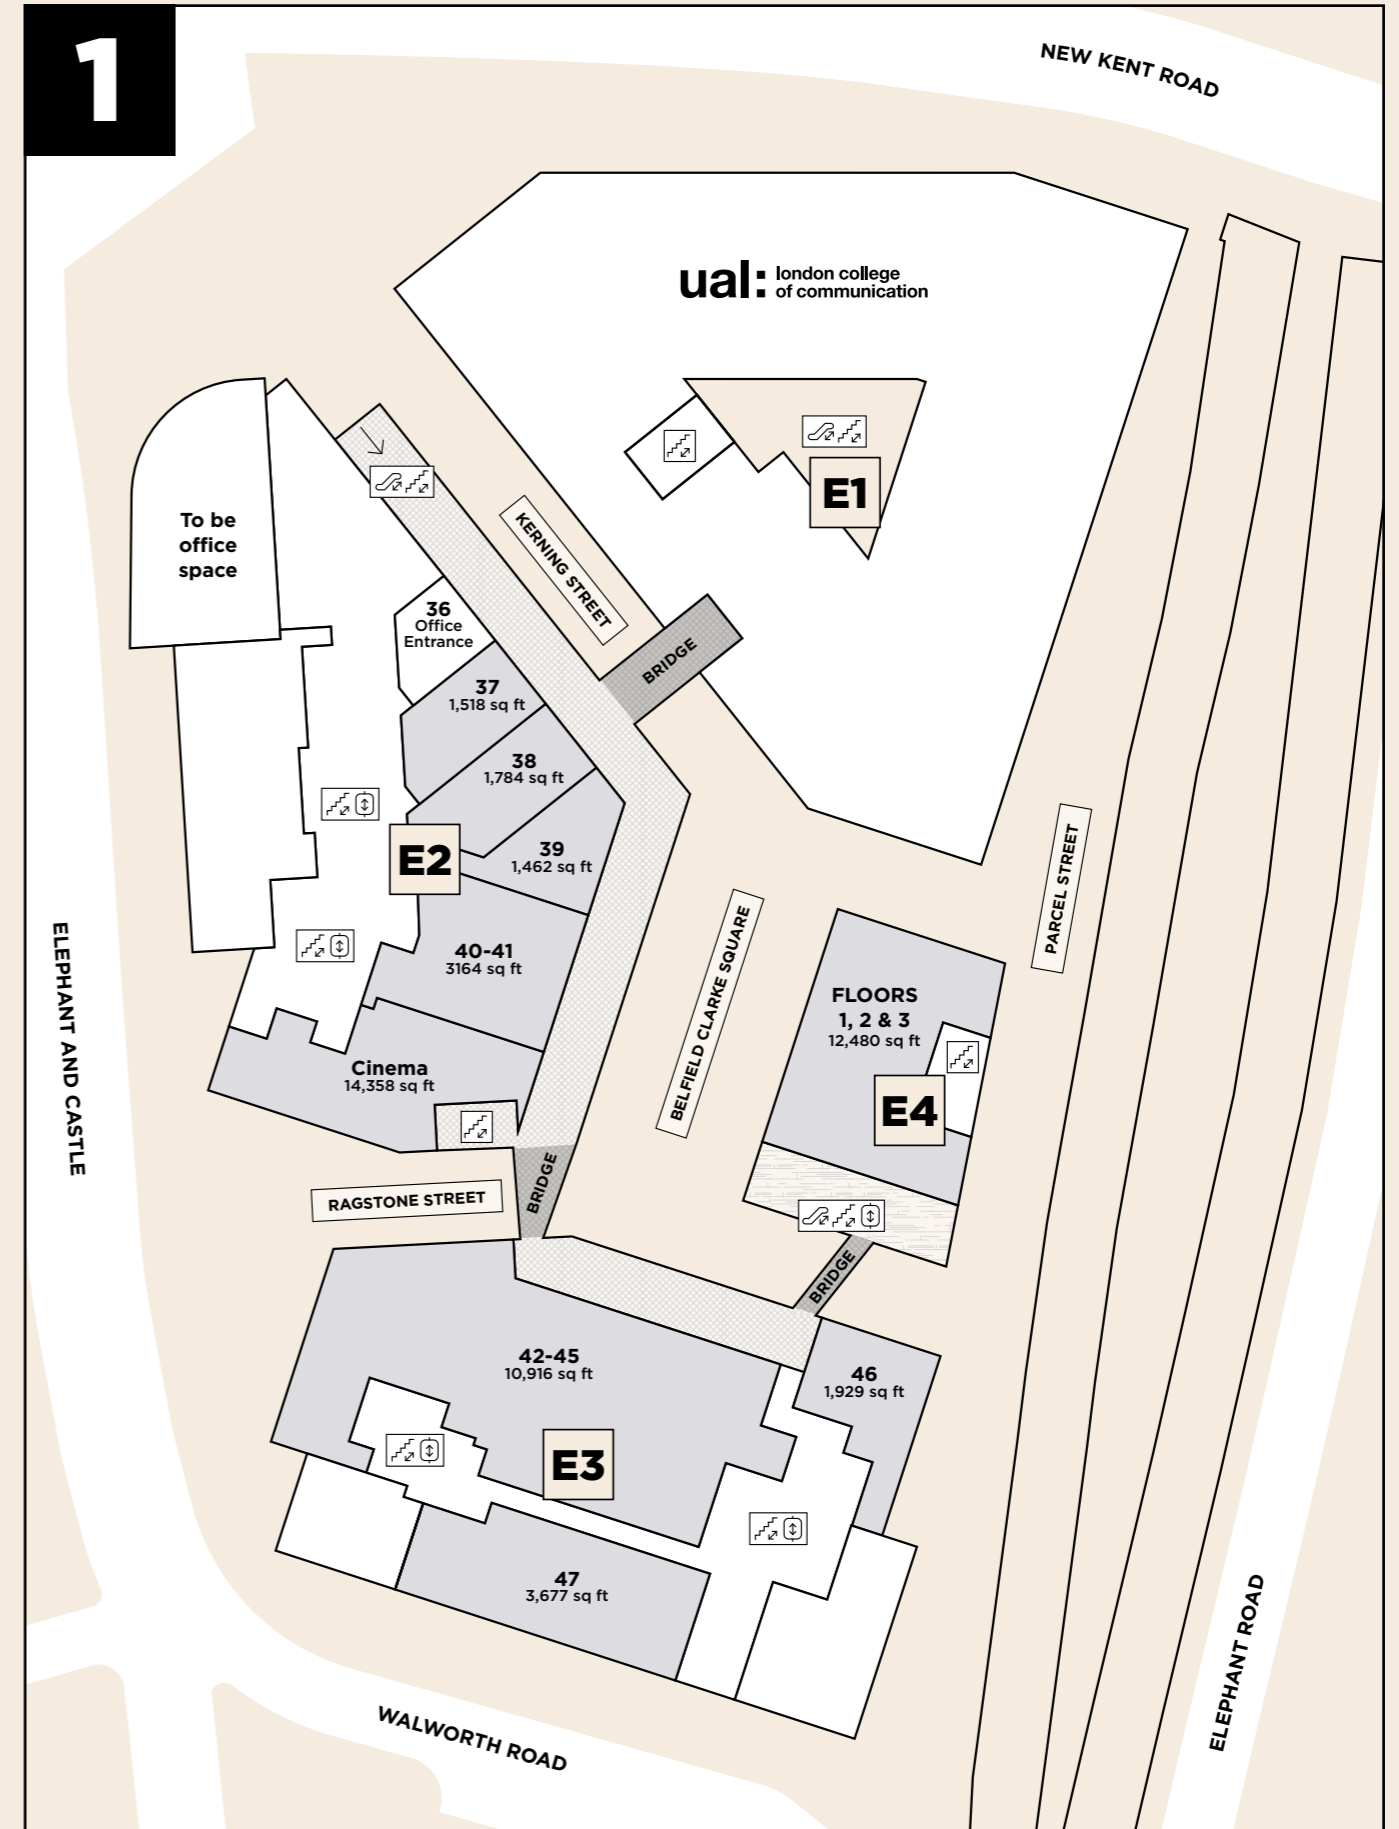 1
NEW KENT ROAD
ual:
london college
of communication
E1
To be
office
space
KERNING STREET
36
Office
Entrance
BRIDGE
37
1,518 sq ft
38
1,784 sq ft
39
1,462 sq ft
E2
PARCEL STREET
BELFIELD CLARKE SQUARE
40-41
3164 sq ft
FLOORS
1, 2 & 3
12,480 sq ft
ELEPHANT AND CASTLE
Cinema
14,358 sq ft
E4
BRIDGE
RAGSTONE STREET
BRIDGE
42-45
10,916 sq ft
46
1,929 sq ft
E3
47
3,677 sq ft
ELEPHANT ROAD
WALWORTH ROAD